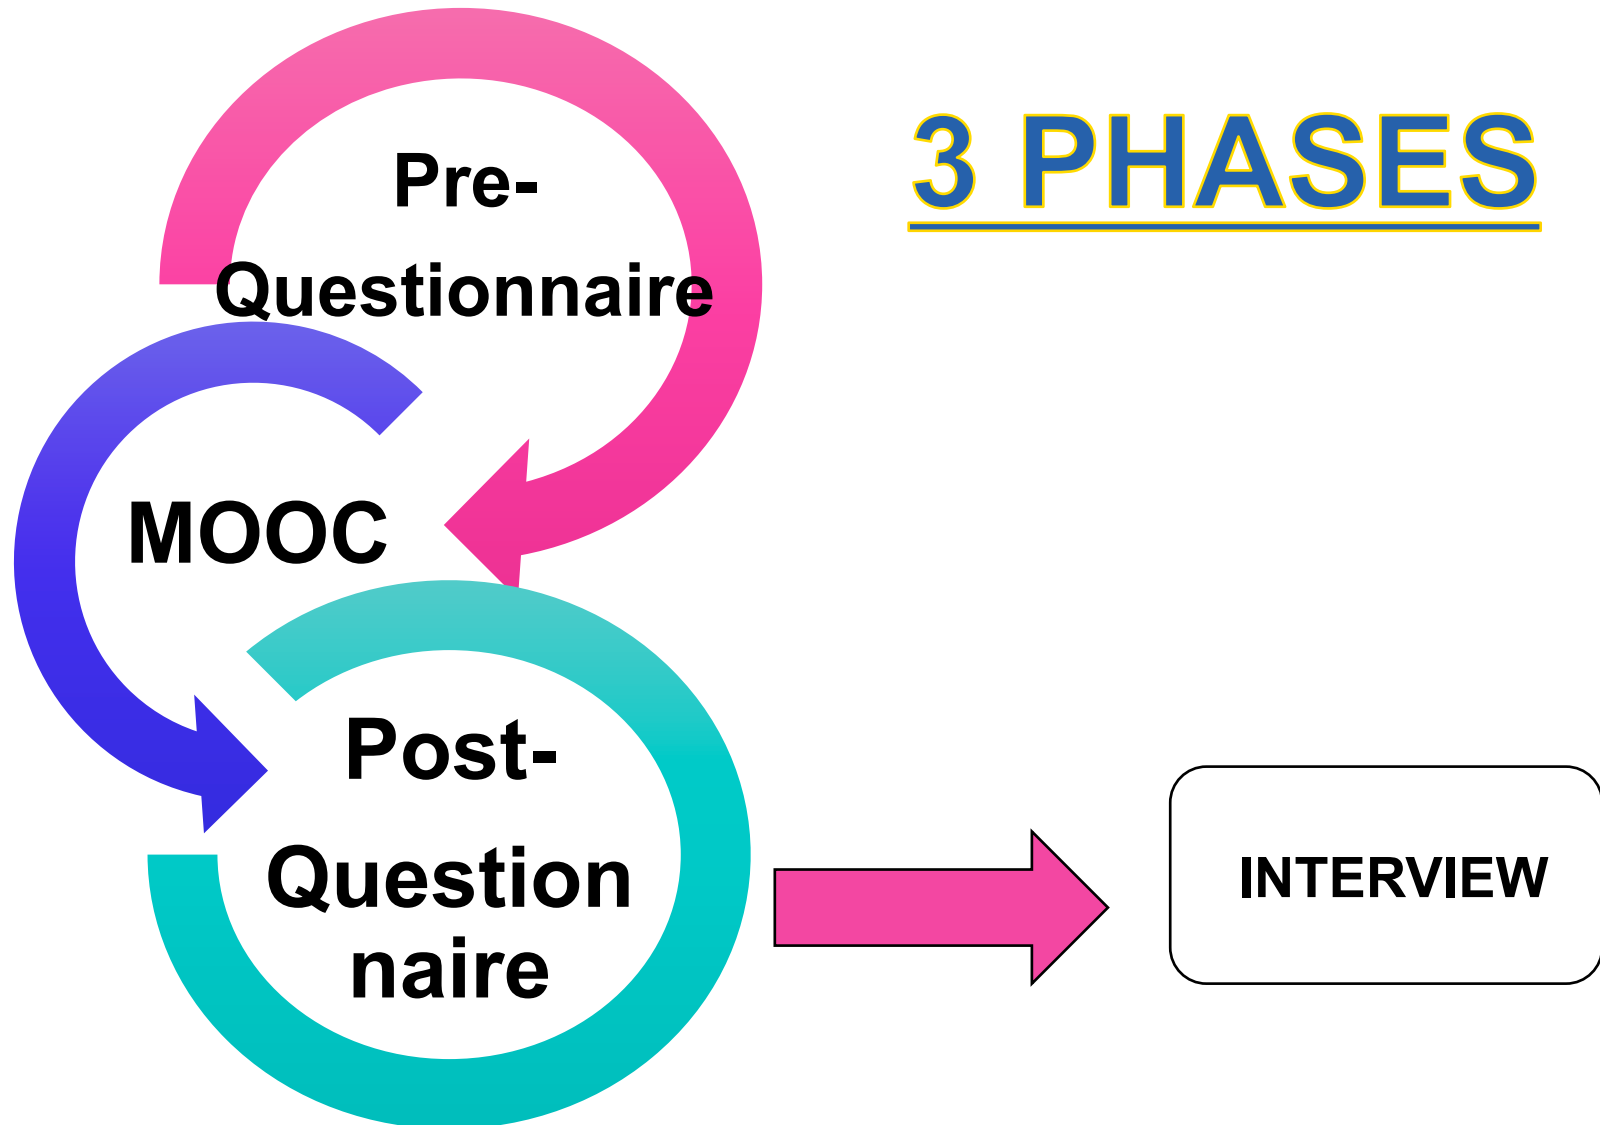 3 PHASES
Pre-
Questionnaire
MOOC
Post-
Question
naire
INTERVIEW